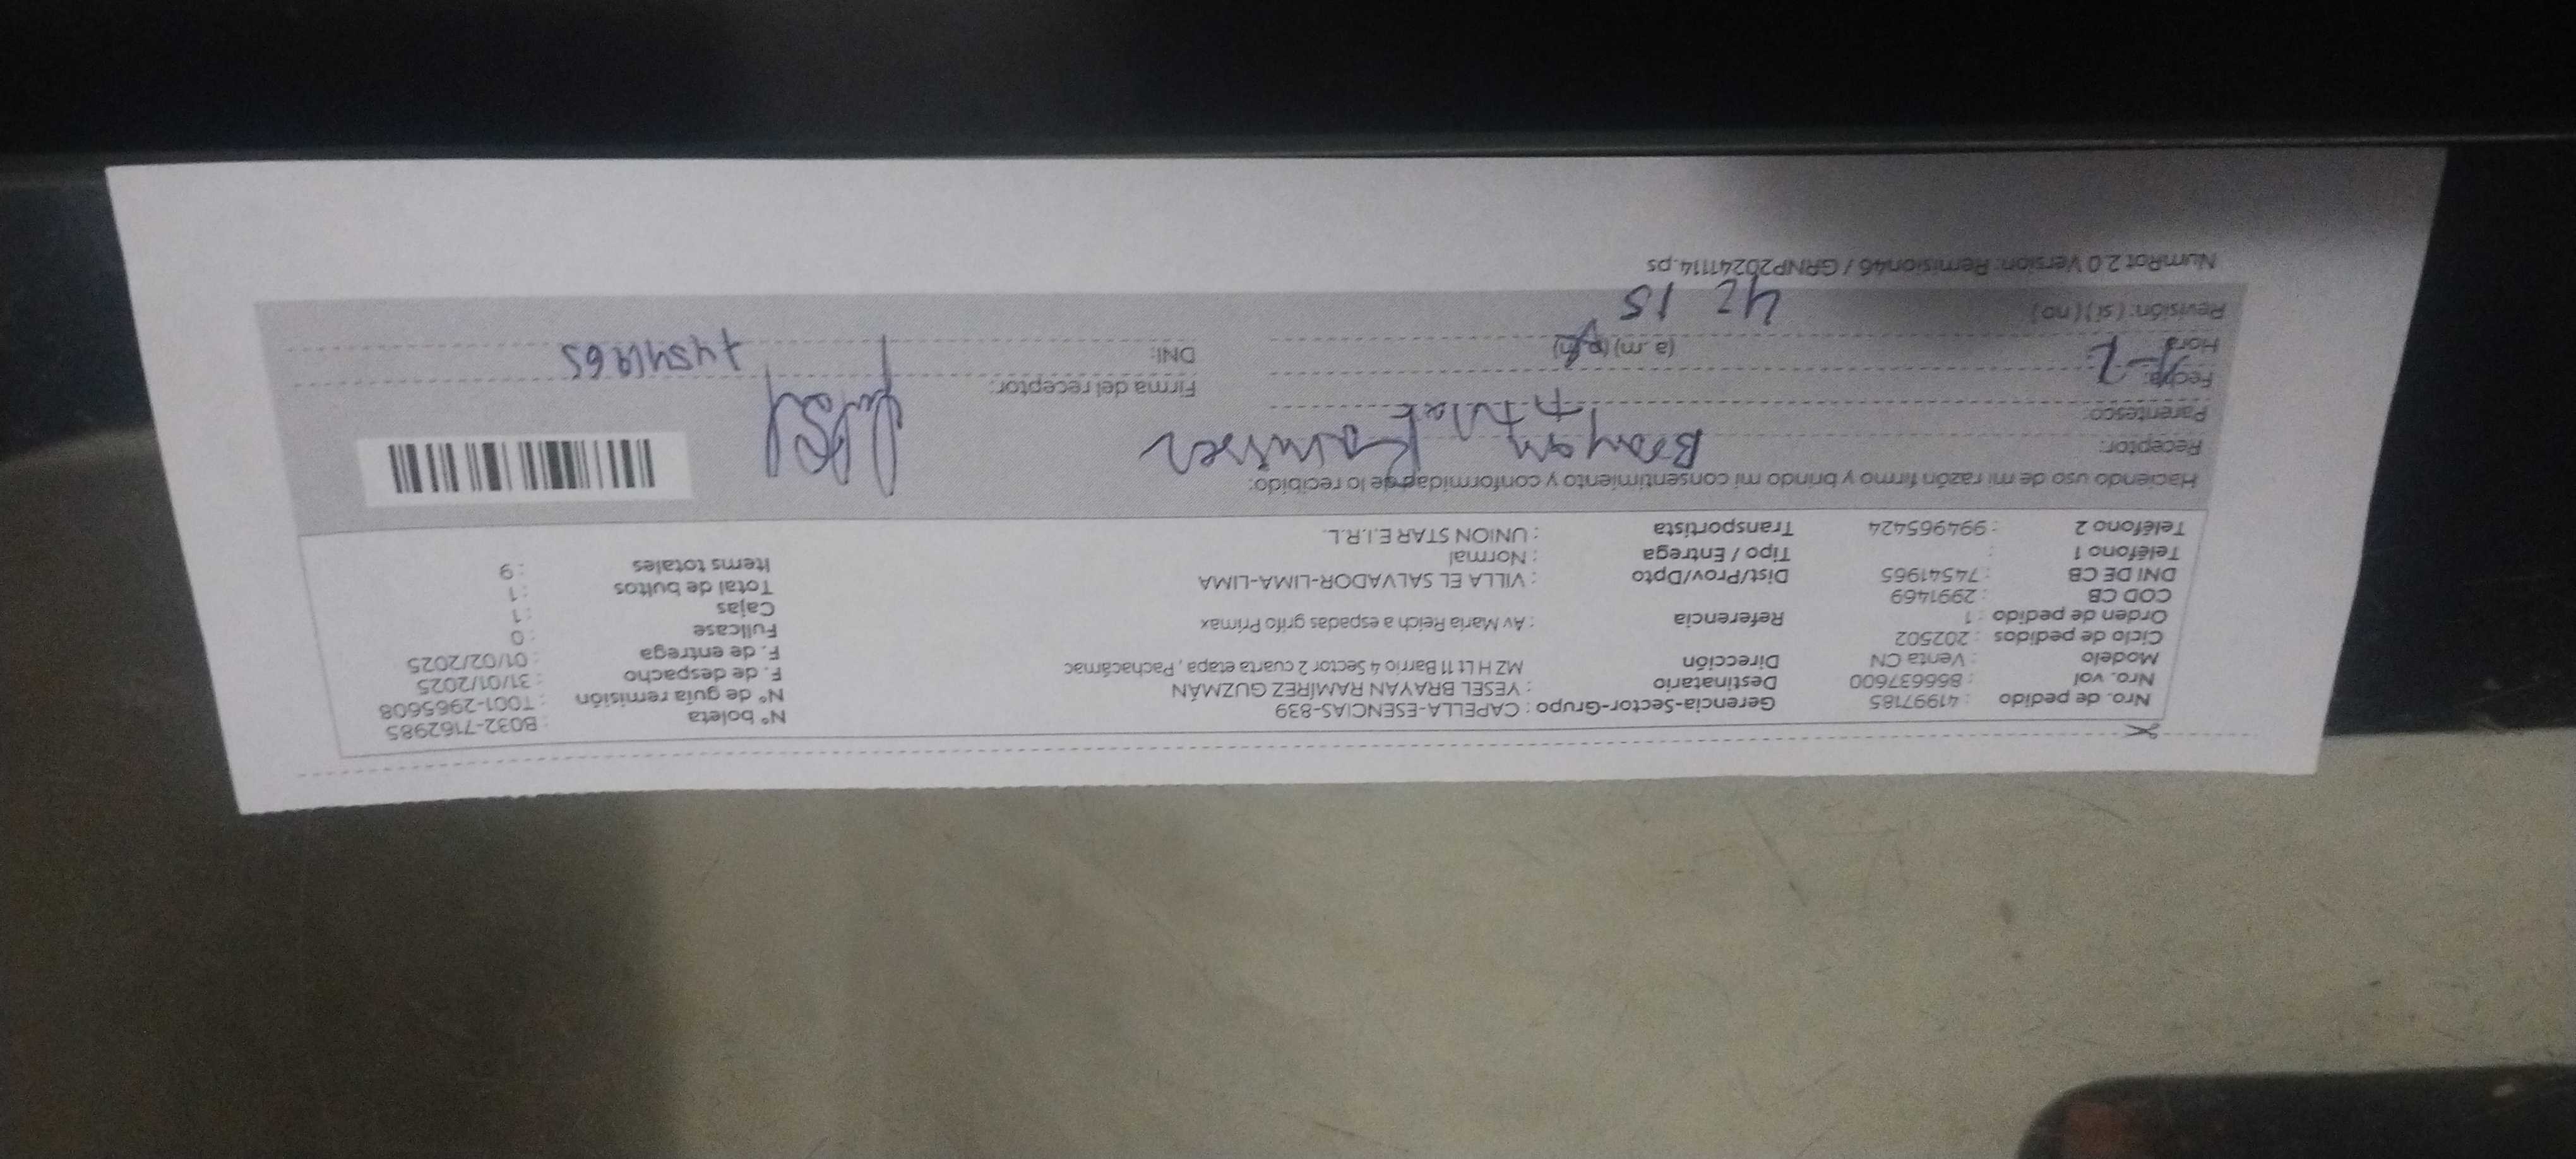 Nro. de pedido : 41997185
Nro. vol : 866637600
Modelo : Venta CN
Ciclo de pedidos : 202502
Orden de pedido : 1
COD CB : 2991469
DNI DE CB : 74541965
Teléfono 1 :
Teléfono 2 : 994965424
Gerencia-Sector-Grupo : CAPELLA-ESENCIAS-839
Destinatario : YESEL BRAYAN RAMÍREZ GUZMÁN
Dirección MZ H Lt 11 Barrio 4 Sector 2 cuarta etapa , Pachacámac
Referencia : Av María Reich a espadas grifo Primax
Dist/Prov/Dpto : VILLA EL SALVADOR-LIMA-LIMA
Tipo / Entrega : Normal
Transportista : UNION STAR E.I.R.L.
N° boleta : B032-7162985
N° de guía remisión : T001-2965608
F. de despacho : 31/01/2025
F. de entrega : 01/02/2025
Fullcase : 0
Cajas : 1
Total de bultos : 1
Items totales : 9
Haciendo uso de mi razón firmo y brindo mi consentimiento y conformidad de lo recibido:
Receptor: Brayan Ramirez
Parentesco: Titular
Fecha: 1-2
Hora: (a.m) (p.m)
Revisión: ( si ) ( no ) 42 15
Firma del receptor:
DNI: 74541965
NumRot 2.0 Version: Remision46 / GRNP20241114.ps